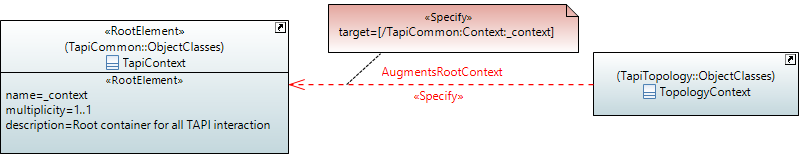 «RootElement»
(TapiCommon::ObjectClasses)
TapiContext
«RootElement»
name=_context
multiplicity=1..1
description=Root container for all TAPI interaction
«Specify»
target=[/TapiCommon:Context:_context]
AugmentsRootContext
«Specify»
(TapiTopology::ObjectClasses)
TopologyContext